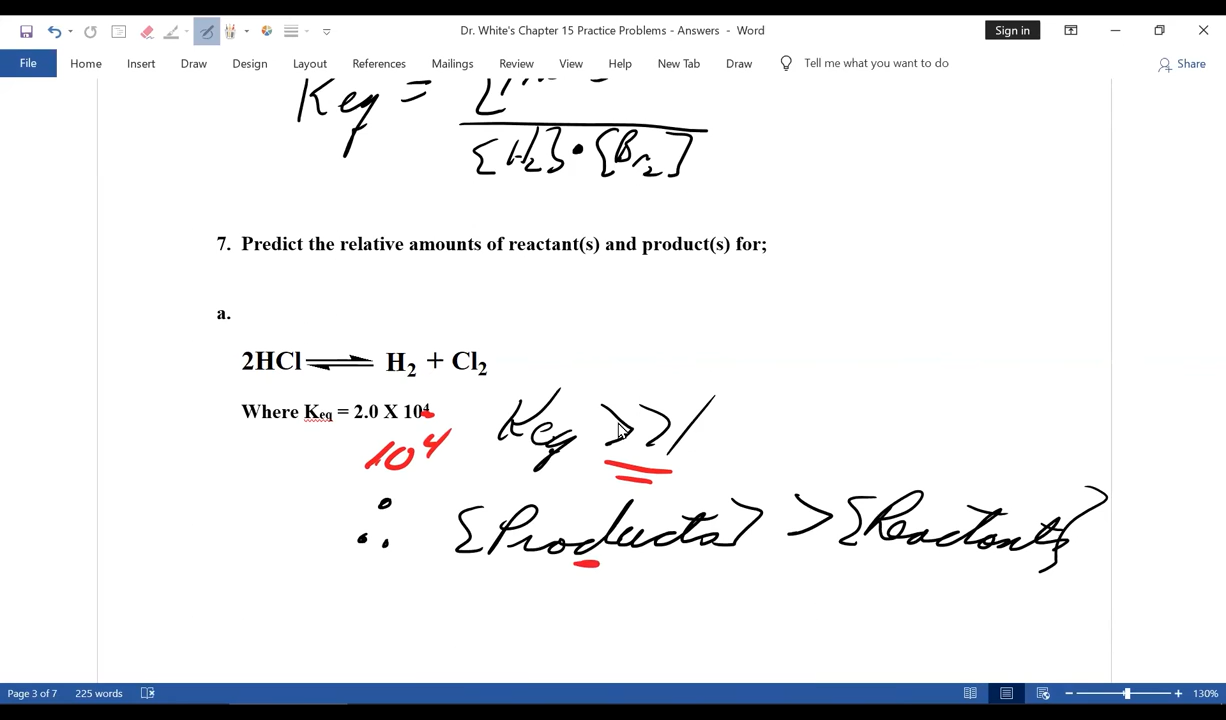 Dr. White's Chapter 15 Practice Problems - Answers - Word
Sign in
File Home Insert Draw Design Layout References Mailings Review View Help New Tab Draw Tell me what you want to do Share
Keq =
[H2] • [Br2]
7. Predict the relative amounts of reactant(s) and product(s) for;
a.
2HCl ⇌ H2 + Cl2
Where Keq = 2.0 X 104
10^4
Keq >>1
∴ [Products] > [Reactants]
Page 3 of 7 225 words 130%